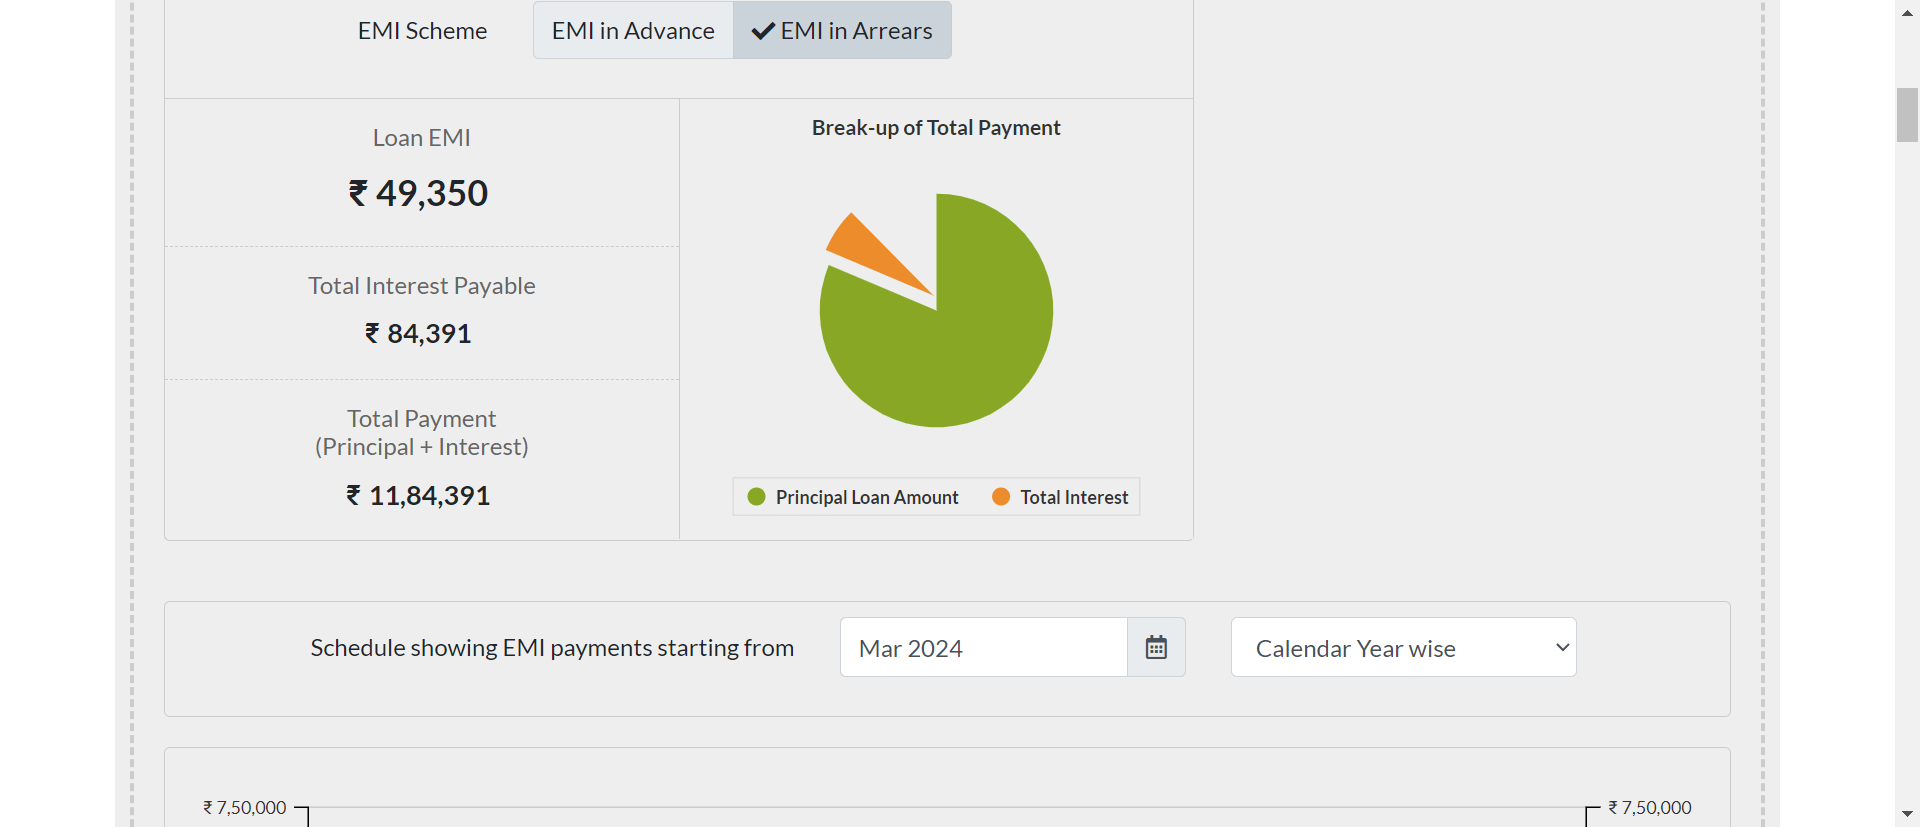 EMI Scheme
EMI in Advance
EMI in Arrears
Loan EMI
₹ 49,350
Total Interest Payable
₹ 84,391
Total Payment
(Principal + Interest)
₹ 11,84,391
Break-up of Total Payment
Principal Loan Amount
Total Interest
Schedule showing EMI payments starting from
Mar 2024
Calendar Year wise
₹ 7,50,000
₹ 7,50,000